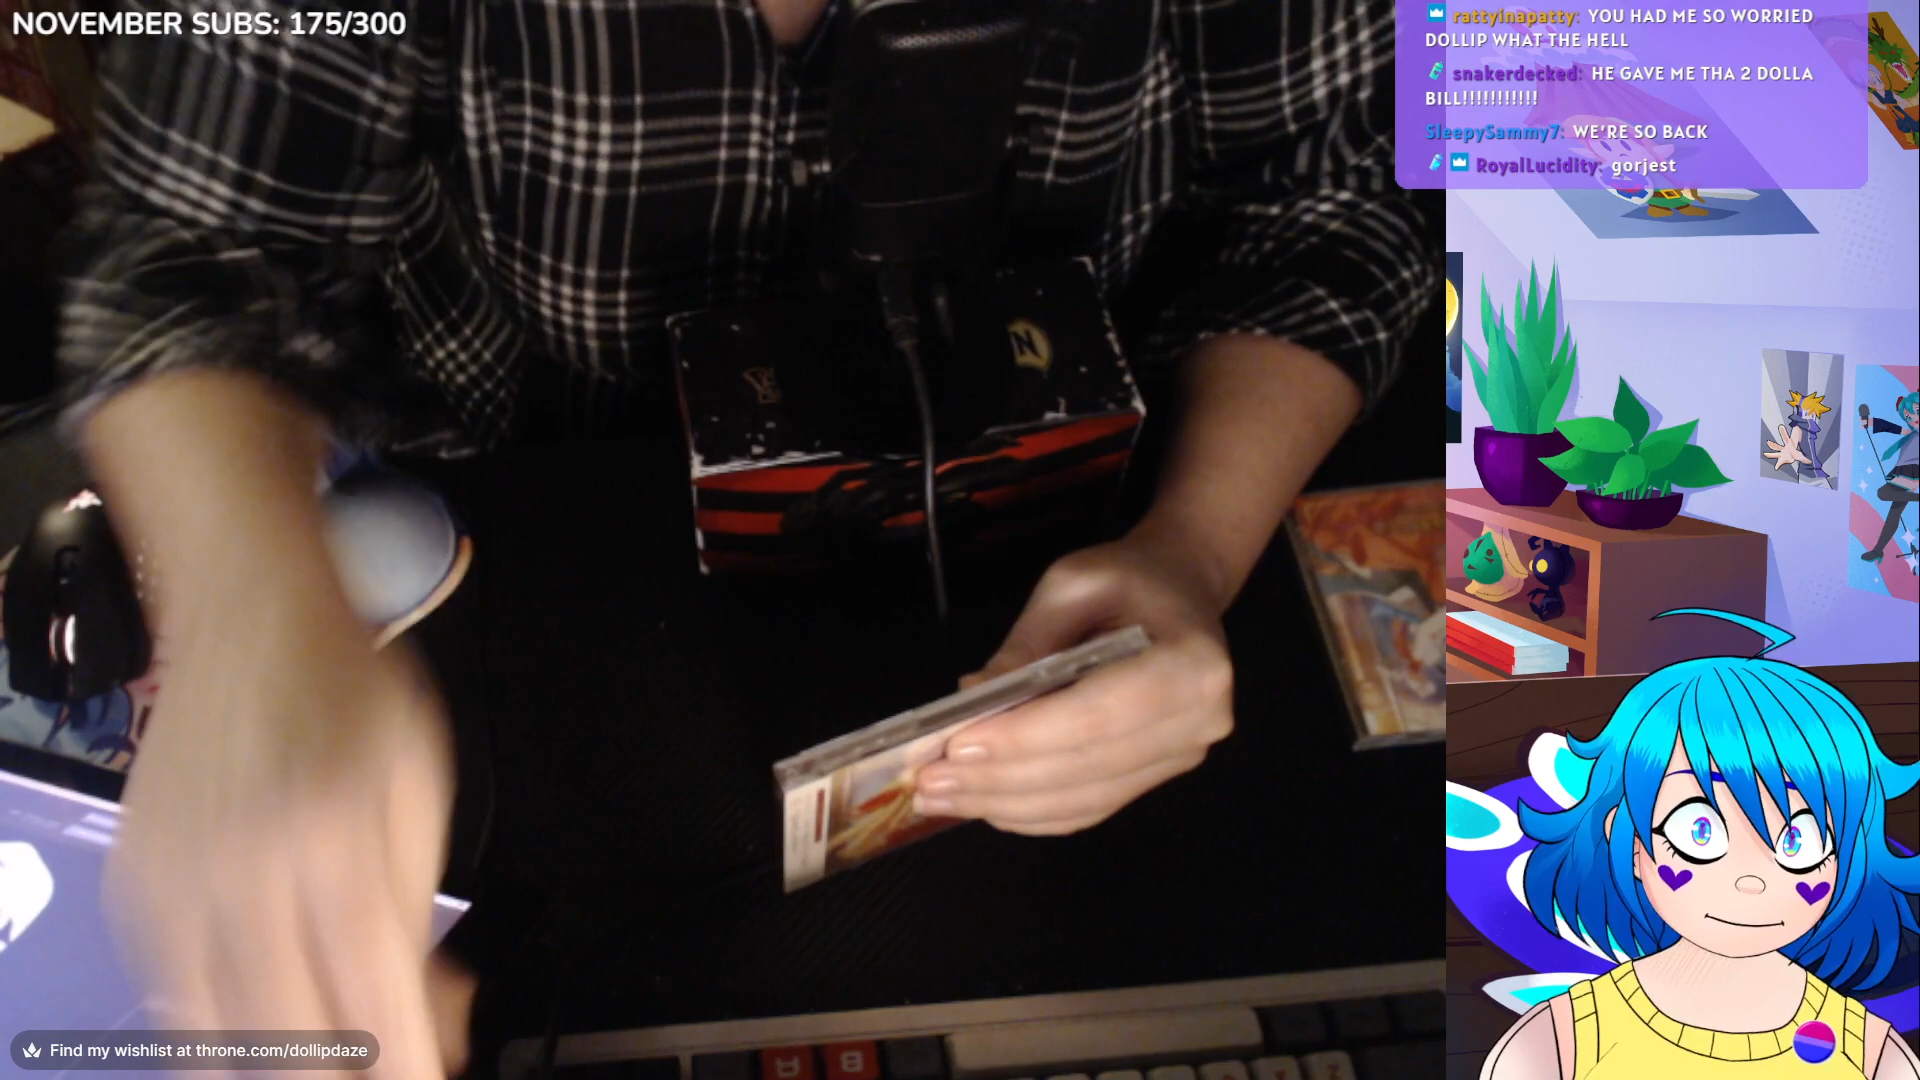 NOVEMBER SUBS: 175/300
rattyinapatty: YOU HAD ME SO WORRIED
DOLLIP WHAT THE HELL
snakerdecked: HE GAVE ME THA 2 DOLLA
BILL!!!!!!!!!!!
SleepySammy7: WE'RE SO BACK
RoyalLucidity: gorjest
N
Find my wishlist at throne.com/dollipdaze